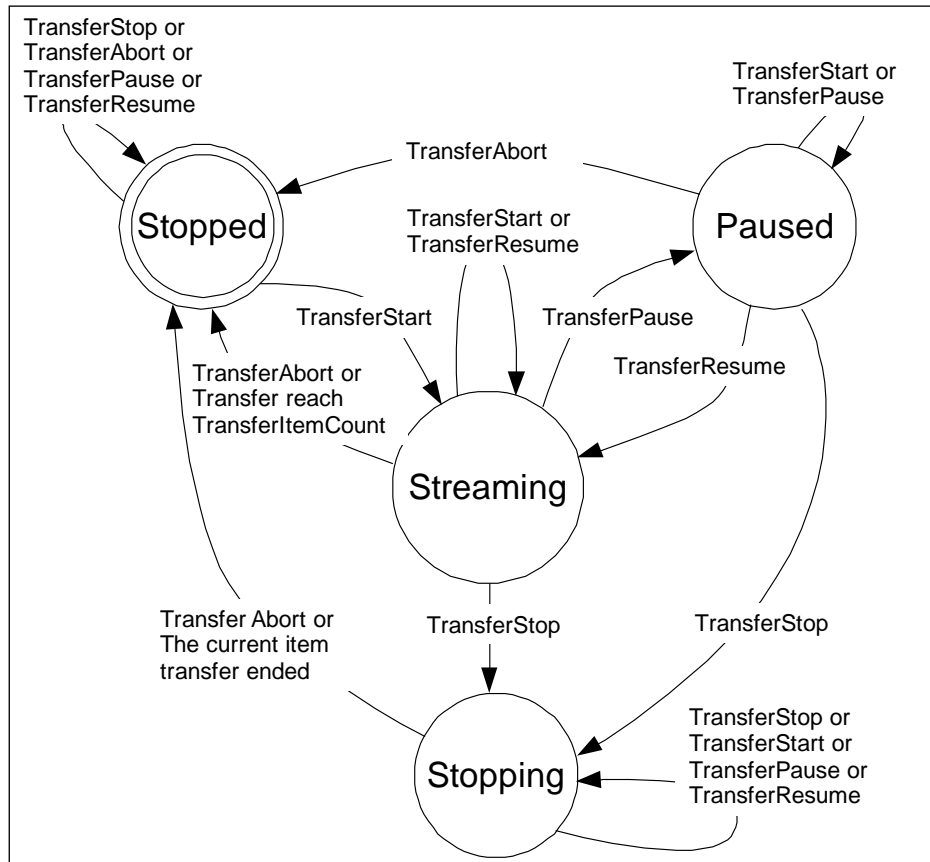 TransferStop or
TransferAbort or
TransferPause or
TransferResume
TransferStart or
TransferPause
TransferAbort
Stopped
TransferStart or
TransferResume
Paused
TransferStart
TransferPause
TransferResume
TransferAbort or
Transfer reach
TransferItemCount
Streaming
Transfer Abort or
The current item
transfer ended
TransferStop
TransferStop
Stopping
TransferStop or
TransferStart or
TransferPause or
TransferResume